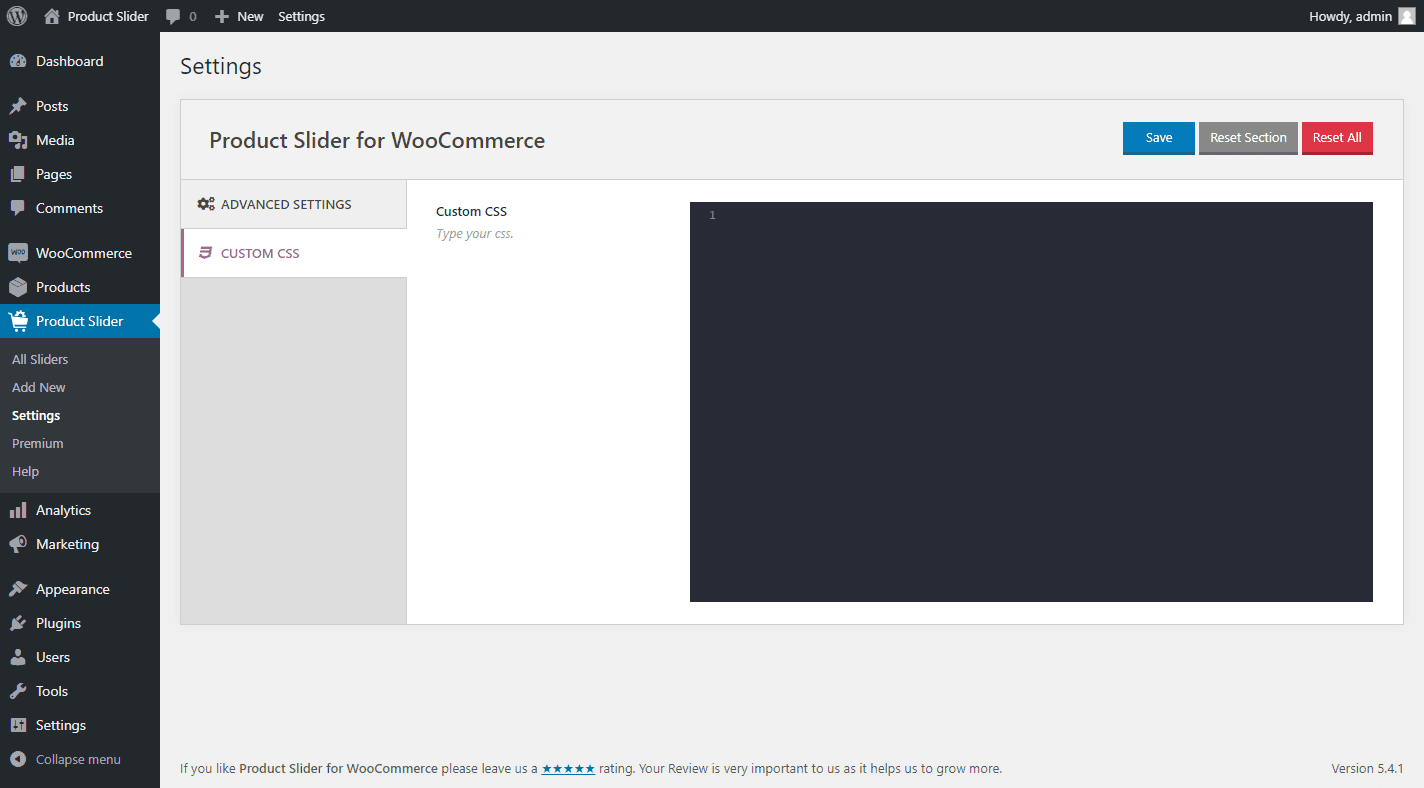 Product Slider 0 New Settings Howdy, admin
Dashboard
Posts
Media
Pages
Comments
woo WooCommerce
Products
Product Slider
All Sliders
Add New
Settings
Premium
Help
Analytics
Marketing
Appearance
Plugins
Users
Tools
Settings
Collapse menu
Settings
Product Slider for WooCommerce
Save Reset Section Reset All
ADVANCED SETTINGS
CUSTOM CSS
Custom CSS
Type your css.
1
If you like Product Slider for WooCommerce please leave us a ★★★★★ rating. Your Review is very important to us as it helps us to grow more. Version 5.4.1